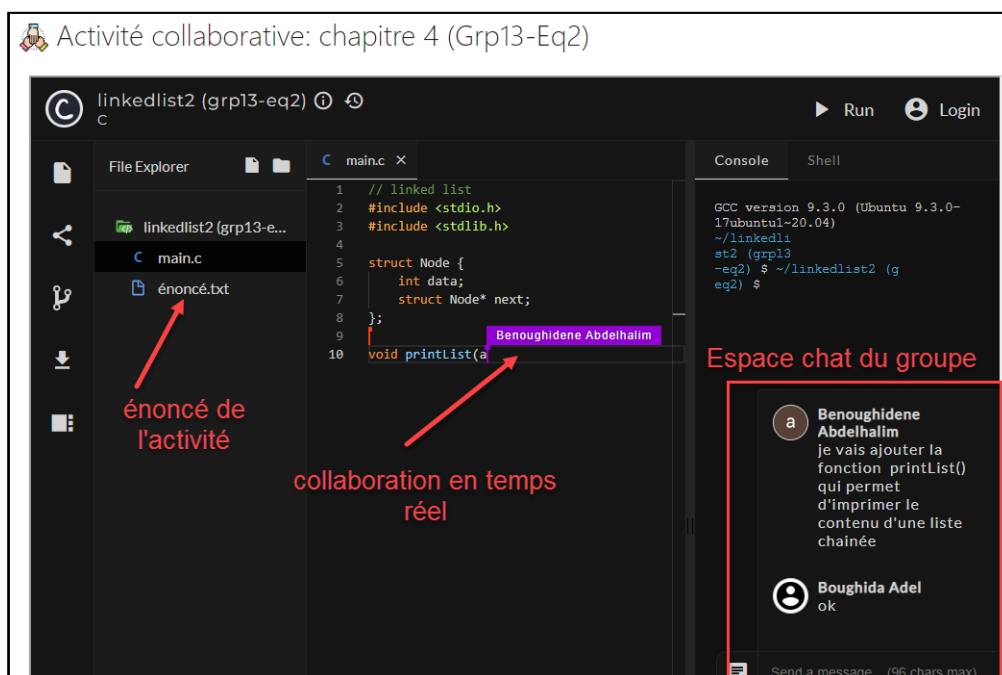 Activité collaborative: chapitre 4 (Grp13-Eq2)
linkedlist2 (grp13-eq2)
C
Run
Login
File Explorer
linkedlist2 (grp13-e...
C main.c
énoncé.txt
C main.c ×
1 // linked list
2 #include <stdio.h>
3 #include <stdlib.h>
4
5 struct Node {
6 int data;
7 struct Node* next;
8 };
9
Benoughidene Abdelhalim
10 void printList(a
énoncé de
l'activité
collaboration en temps
réel
Console Shell
GCC version 9.3.0 (Ubuntu 9.3.0-
17ubuntu1~20.04)
~/linkedli
st2 (grp13
-eq2) $ ~/linkedlist2 (g
eq2) $
Espace chat du groupe
a
Benoughidene
Abdelhalim
je vais ajouter la
fonction printList()
qui permet
d'imprimer le
contenu d'une liste
chainée
Boughida Adel
ok
Send a message... (96 chars max)